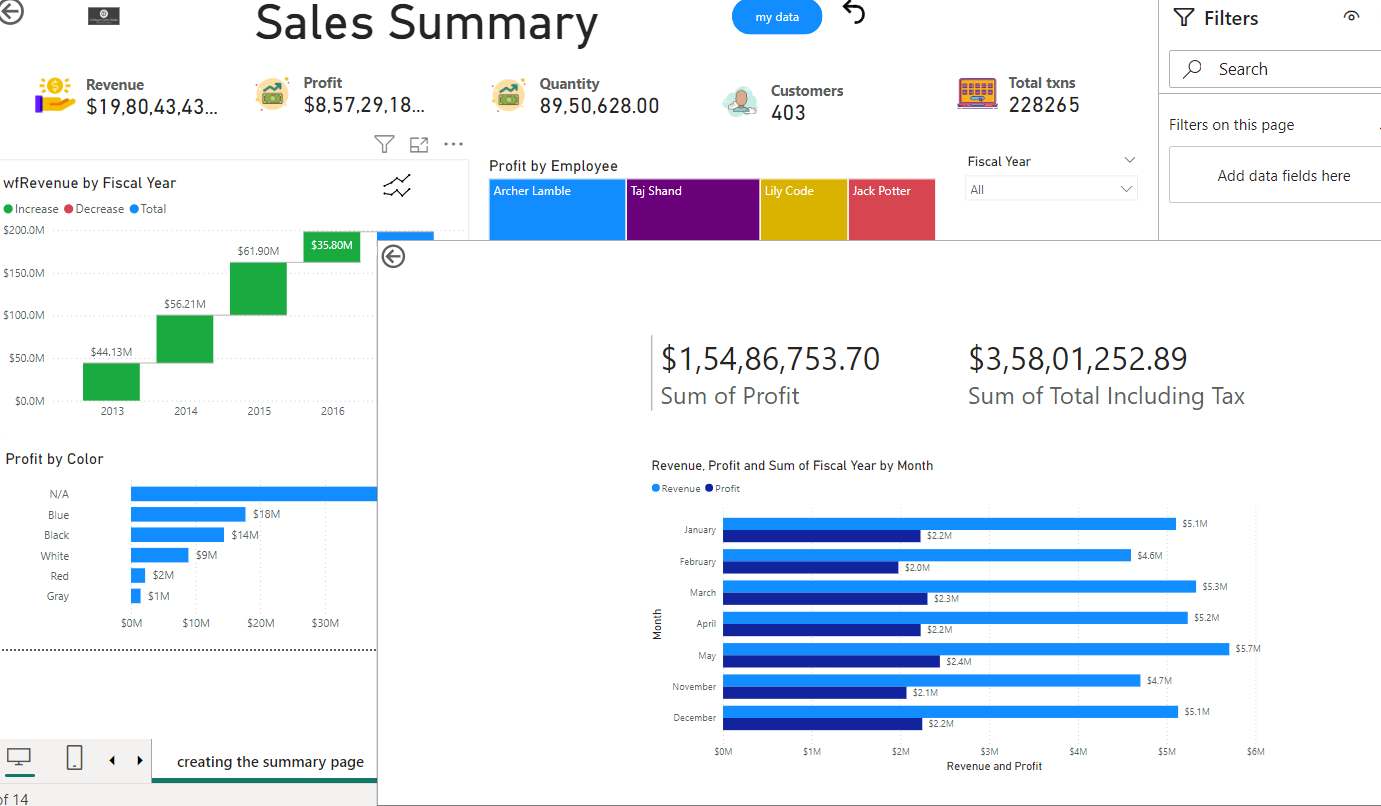 Sales Summary
my data
Filters
Search
Filters on this page
Add data fields here
Revenue
$19,80,43,43...
Profit
$8,57,29,18...
Quantity
89,50,628.00
Customers
403
Total txns
228265
wfRevenue by Fiscal Year
Increase Decrease Total
$200.0M
$150.0M
$100.0M
$50.0M
$0.0M
$44.13M
$56.21M
$61.90M
$35.80M
2013 2014 2015 2016
Profit by Employee
Archer Lamble Taj Shand Lily Code Jack Potter
Fiscal Year
All
Profit by Color
N/A
Blue $18M
Black $14M
White $9M
Red $2M
Gray $1M
$0M $10M $20M $30M
$1,54,86,753.70
Sum of Profit
$3,58,01,252.89
Sum of Total Including Tax
Revenue, Profit and Sum of Fiscal Year by Month
Revenue Profit
Month
January $5.1M
$2.2M
February $4.6M
$2.0M
March $5.3M
$2.3M
April $5.2M
$2.2M
May $5.7M
$2.4M
November $4.7M
$2.1M
December $5.1M
$2.2M
$0M $1M $2M $3M $4M $5M $6M
Revenue and Profit
creating the summary page
of 14